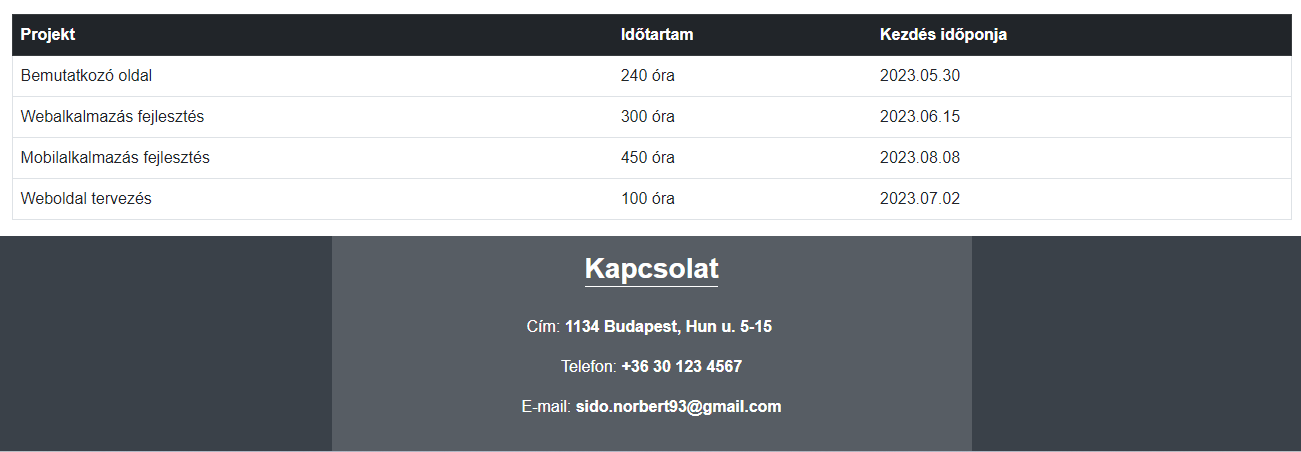 Projekt Időtartam Kezdés időponja
Bemutatkozó oldal 240 óra 2023.05.30
Webalkalmazás fejlesztés 300 óra 2023.06.15
Mobilalkalmazás fejlesztés 450 óra 2023.08.08
Weboldal tervezés 100 óra 2023.07.02
Kapcsolat
Cím: 1134 Budapest, Hun u. 5-15
Telefon: +36 30 123 4567
E-mail: sido.norbert93@gmail.com